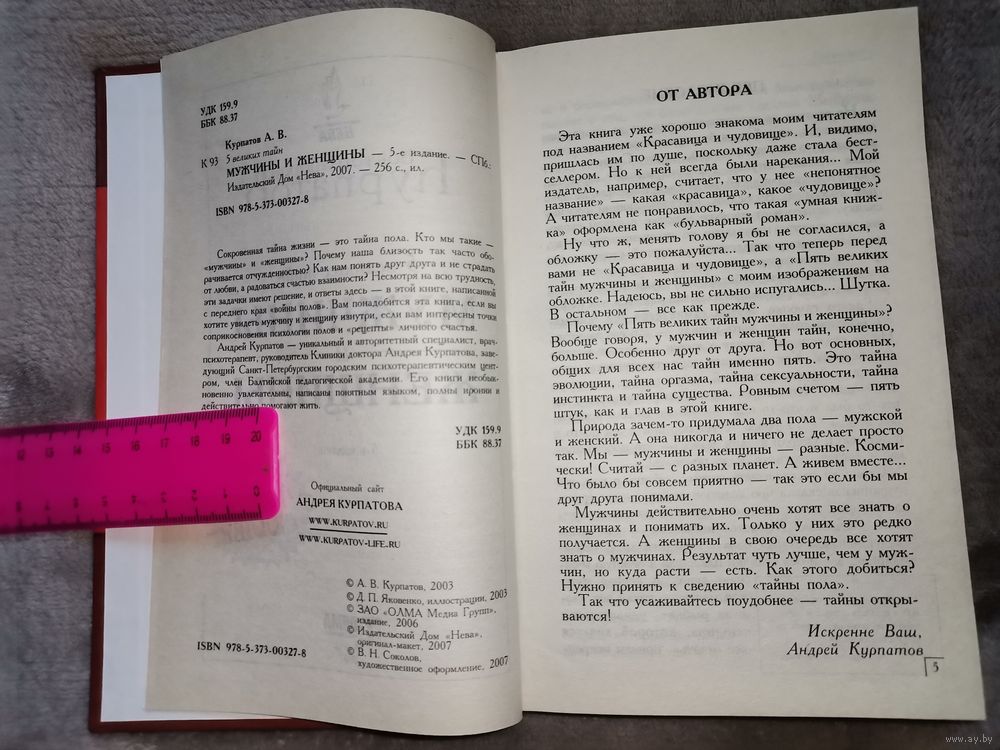 УДК 159.9
ББК 88.37
Курпатов А. В.
К 93 5 великих тайн
МУЖЧИНЫ И ЖЕНЩИНЫ — 5-е издание. — СПб.:
Издательский Дом «Нева», 2007. — 256 с., ил.
ISBN 978-5-373-00327-8
Сокровенная тайна жизни — это тайна пола. Кто мы такие —
«мужчины» и «женщины»? Почему наша близость так часто обо-
рачивается отчужденностью? Как нам понять друг друга и не страдать
от любви, а радоваться счастью взаимности? Несмотря на всю трудность,
эти задачки имеют решение, и ответы здесь — в этой книге, написанной
с переднего края «войны полов». Вам понадобится эта книга, если вы
хотите увидеть мужчину и женщину изнутри, если вам интересны точки
соприкосновения психологии полов и «рецепты» личного счастья.
Андрей Курпатов — уникальный и авторитетный специалист, врач-
психотерапевт, руководитель Клиники доктора Андрея Курпатова, заве-
дующий Санкт-Петербургским городским психотерапевтическим цен-
тром, член Балтийской педагогической академии. Его книги необык-
новенно увлекательны, написаны понятным языком, полны иронии и
действительно помогают жить.
УДК 159.9
ББК 88.37
12 13 14 15 16 17 18 19 20
8 7 6 5 4 3 2 1 0
Официальный сайт
АНДРЕЯ КУРПАТОВА
WWW.KURPATOV.RU
WWW.KURPATOV-LIFE.RU
© А. В. Курпатов, 2003
© Д. П. Яковенко, иллюстрации, 2003
© ЗАО «ОЛМА Медиа Групп»,
издание, 2006
© Издательский Дом «Нева»,
оригинал-макет, 2007
© В. Н. Соколов,
художественное оформление, 2007
ISBN 978-5-373-00327-8
ОТ АВТОРА
Эта книга уже хорошо знакома моим читателям
под названием «Красавица и чудовище». И, видимо,
пришлась им по душе, поскольку даже стала бест-
селлером. Но к ней всегда были нарекания... Мой
издатель, например, считает, что у нее «непонятное
название» — какая «красавица», какое «чудовище»?
А читателям не понравилось, что такая «умная книж-
ка» оформлена как «бульварный роман».
Ну что ж, менять голову я бы не согласился, а
обложку — это пожалуйста... Так что теперь перед
вами не «Красавица и чудовище», а «Пять великих
тайн мужчины и женщины» с моим изображением на
обложке. Надеюсь, вы не сильно испугались... Шутка.
В остальном — все как прежде.
Почему «Пять великих тайн мужчины и женщины»?
Вообще говоря, у мужчин и женщин тайн, конечно,
больше. Особенно друг от друга. Но вот основных,
общих для всех нас тайн именно пять. Это тайна
эволюции, тайна оргазма, тайна сексуальности, тайна
инстинкта и тайна существа. Ровным счетом — пять
штук, как и глав в этой книге.
Природа зачем-то придумала два пола — мужской
и женский. А она никогда и ничего не делает просто
так. Мы — мужчины и женщины — разные. Косми-
чески! Считай — с разных планет. А живем вместе...
Что было бы совсем приятно — так это если бы мы
друг друга понимали.
Мужчины действительно очень хотят все знать о
женщинах и понимать их. Только у них это редко
получается. А женщины в свою очередь все хотят
знать о мужчинах. Результат чуть лучше, чем у муж-
чин, но куда расти — есть. Как этого добиться?
Нужно принять к сведению «тайны пола».
Так что усаживайтесь поудобнее — тайны откры-
ваются!
Искренне Ваш,
Андрей Курпатов
5
www.ay.by